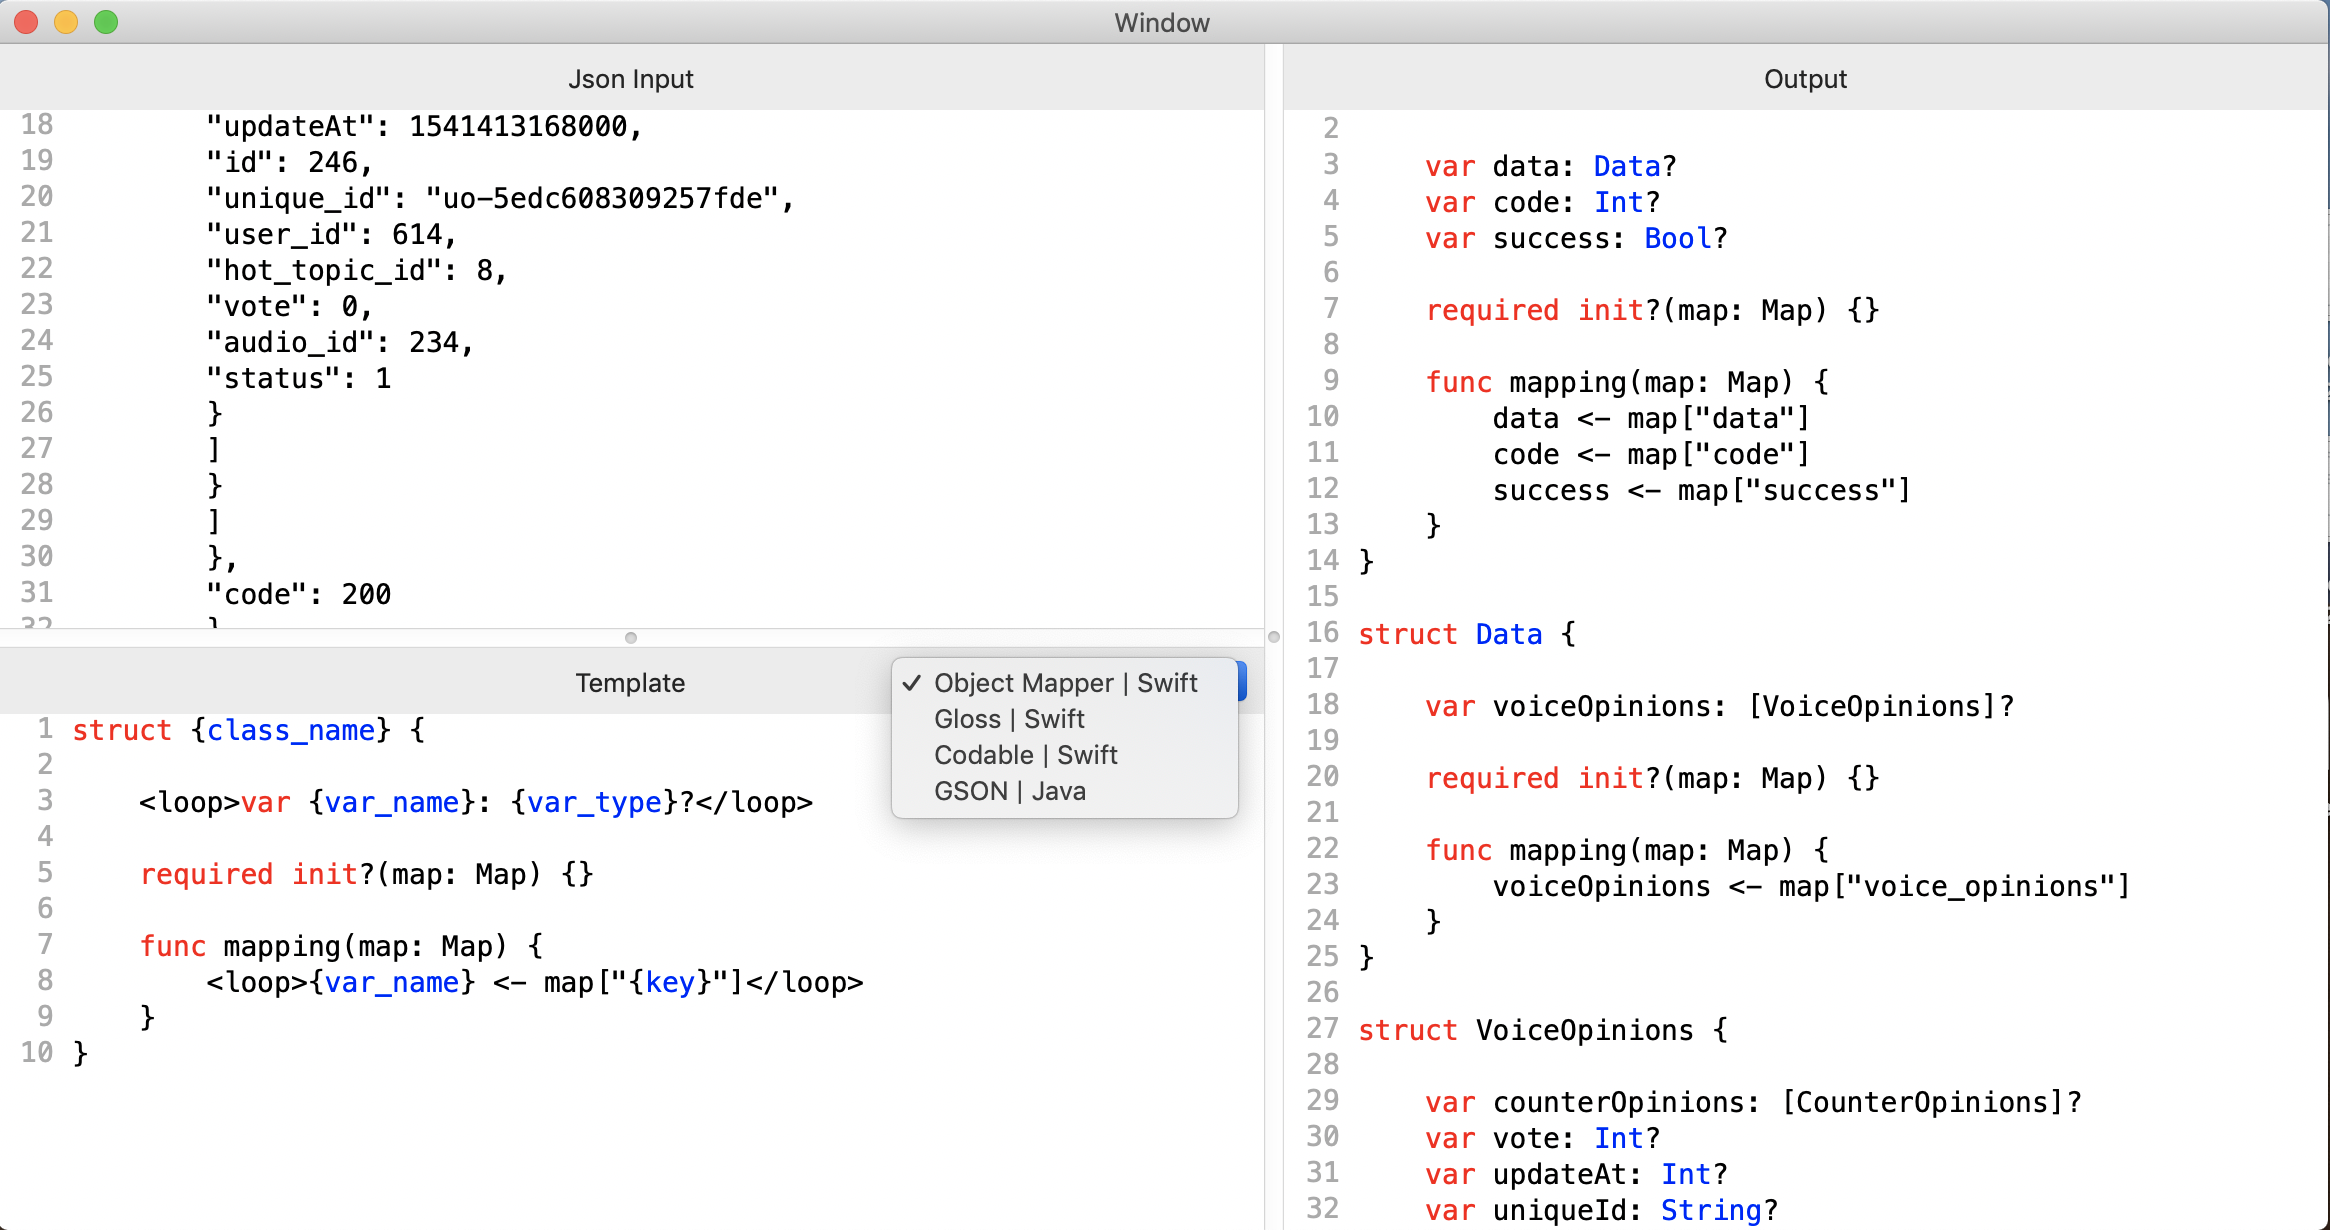 Window
Json Input
18 "updateAt": 1541413168000,
19 "id": 246,
20 "unique_id": "uo-5edc608309257fde",
21 "user_id": 614,
22 "hot_topic_id": 8,
23 "vote": 0,
24 "audio_id": 234,
25 "status": 1
26 }
27 ]
28 }
29 ]
30 },
31 "code": 200
32 }
Template
✓ Object Mapper | Swift
Gloss | Swift
Codable | Swift
GSON | Java
1 struct {class_name} {
2
3 <loop>var {var_name}: {var_type}?</loop>
4
5 required init?(map: Map) {}
6
7 func mapping(map: Map) {
8 <loop>{var_name} <- map["{key}"]</loop>
9 }
10 }
Output
2
3 var data: Data?
4 var code: Int?
5 var success: Bool?
6
7 required init?(map: Map) {}
8
9 func mapping(map: Map) {
10 data <- map["data"]
11 code <- map["code"]
12 success <- map["success"]
13 }
14 }
15
16 struct Data {
17
18 var voiceOpinions: [VoiceOpinions]?
19
20 required init?(map: Map) {}
21
22 func mapping(map: Map) {
23 voiceOpinions <- map["voice_opinions"]
24 }
25 }
26
27 struct VoiceOpinions {
28
29 var counterOpinions: [CounterOpinions]?
30 var vote: Int?
31 var updateAt: Int?
32 var uniqueId: String?